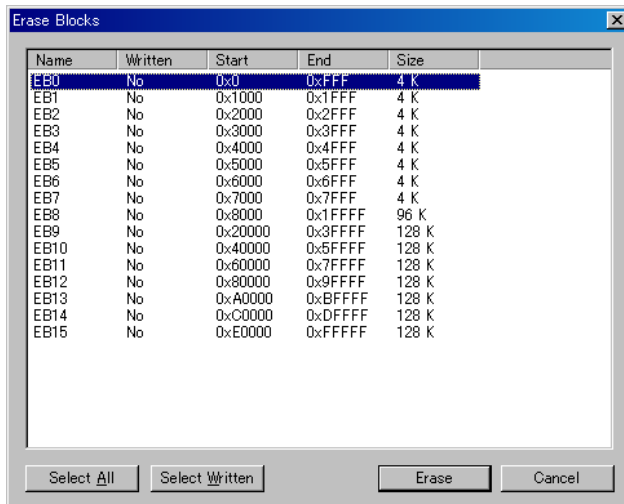 Erase Blocks
Name Written Start End Size
EB0 No 0x0 0xFFF 4 K
EB1 No 0x1000 0x1FFF 4 K
EB2 No 0x2000 0x2FFF 4 K
EB3 No 0x3000 0x3FFF 4 K
EB4 No 0x4000 0x4FFF 4 K
EB5 No 0x5000 0x5FFF 4 K
EB6 No 0x6000 0x6FFF 4 K
EB7 No 0x7000 0x7FFF 4 K
EB8 No 0x8000 0x1FFFF 96 K
EB9 No 0x20000 0x3FFFF 128 K
EB10 No 0x40000 0x5FFFF 128 K
EB11 No 0x60000 0x7FFFF 128 K
EB12 No 0x80000 0x9FFFF 128 K
EB13 No 0xA0000 0xBFFFF 128 K
EB14 No 0xC0000 0xDFFFF 128 K
EB15 No 0xE0000 0xFFFFF 128 K
Select All Select Written Erase Cancel